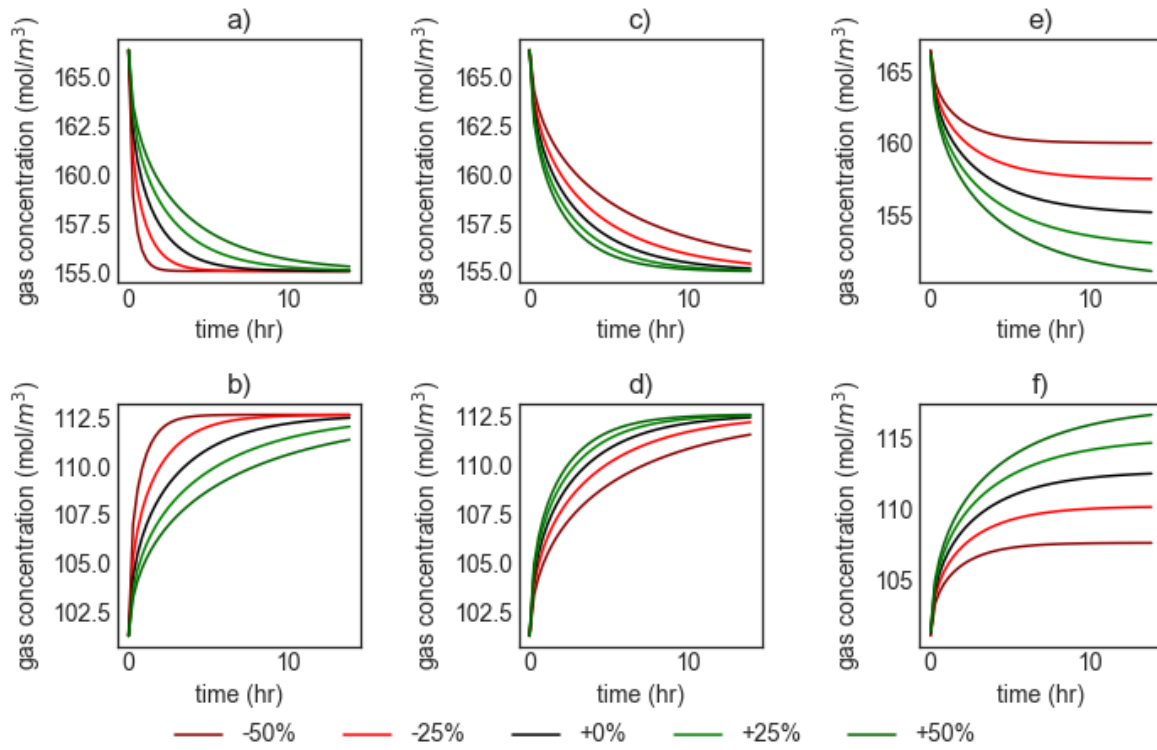 a)
gas concentration (mol/m³)
165.0
162.5
160.0
157.5
155.0
0 10
time (hr)
c)
gas concentration (mol/m³)
165.0
162.5
160.0
157.5
155.0
0 10
time (hr)
e)
gas concentration (mol/m³)
165
160
155
0 10
time (hr)
b)
gas concentration (mol/m³)
112.5
110.0
107.5
105.0
102.5
0 10
time (hr)
d)
gas concentration (mol/m³)
112.5
110.0
107.5
105.0
102.5
0 10
time (hr)
f)
gas concentration (mol/m³)
115
110
105
0 10
time (hr)
-50% -25% +0% +25% +50%